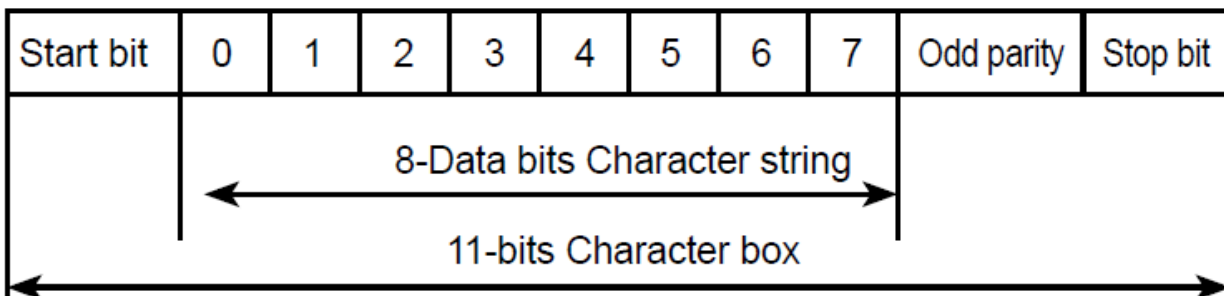 Start bit 0 1 2 3 4 5 6 7 Odd parity Stop bit
8-Data bits Character string
11-bits Character box